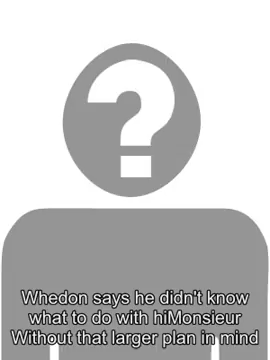 ?
Whedon says he didn't know
what to do with hiMonsieur
Without that larger plan in mind